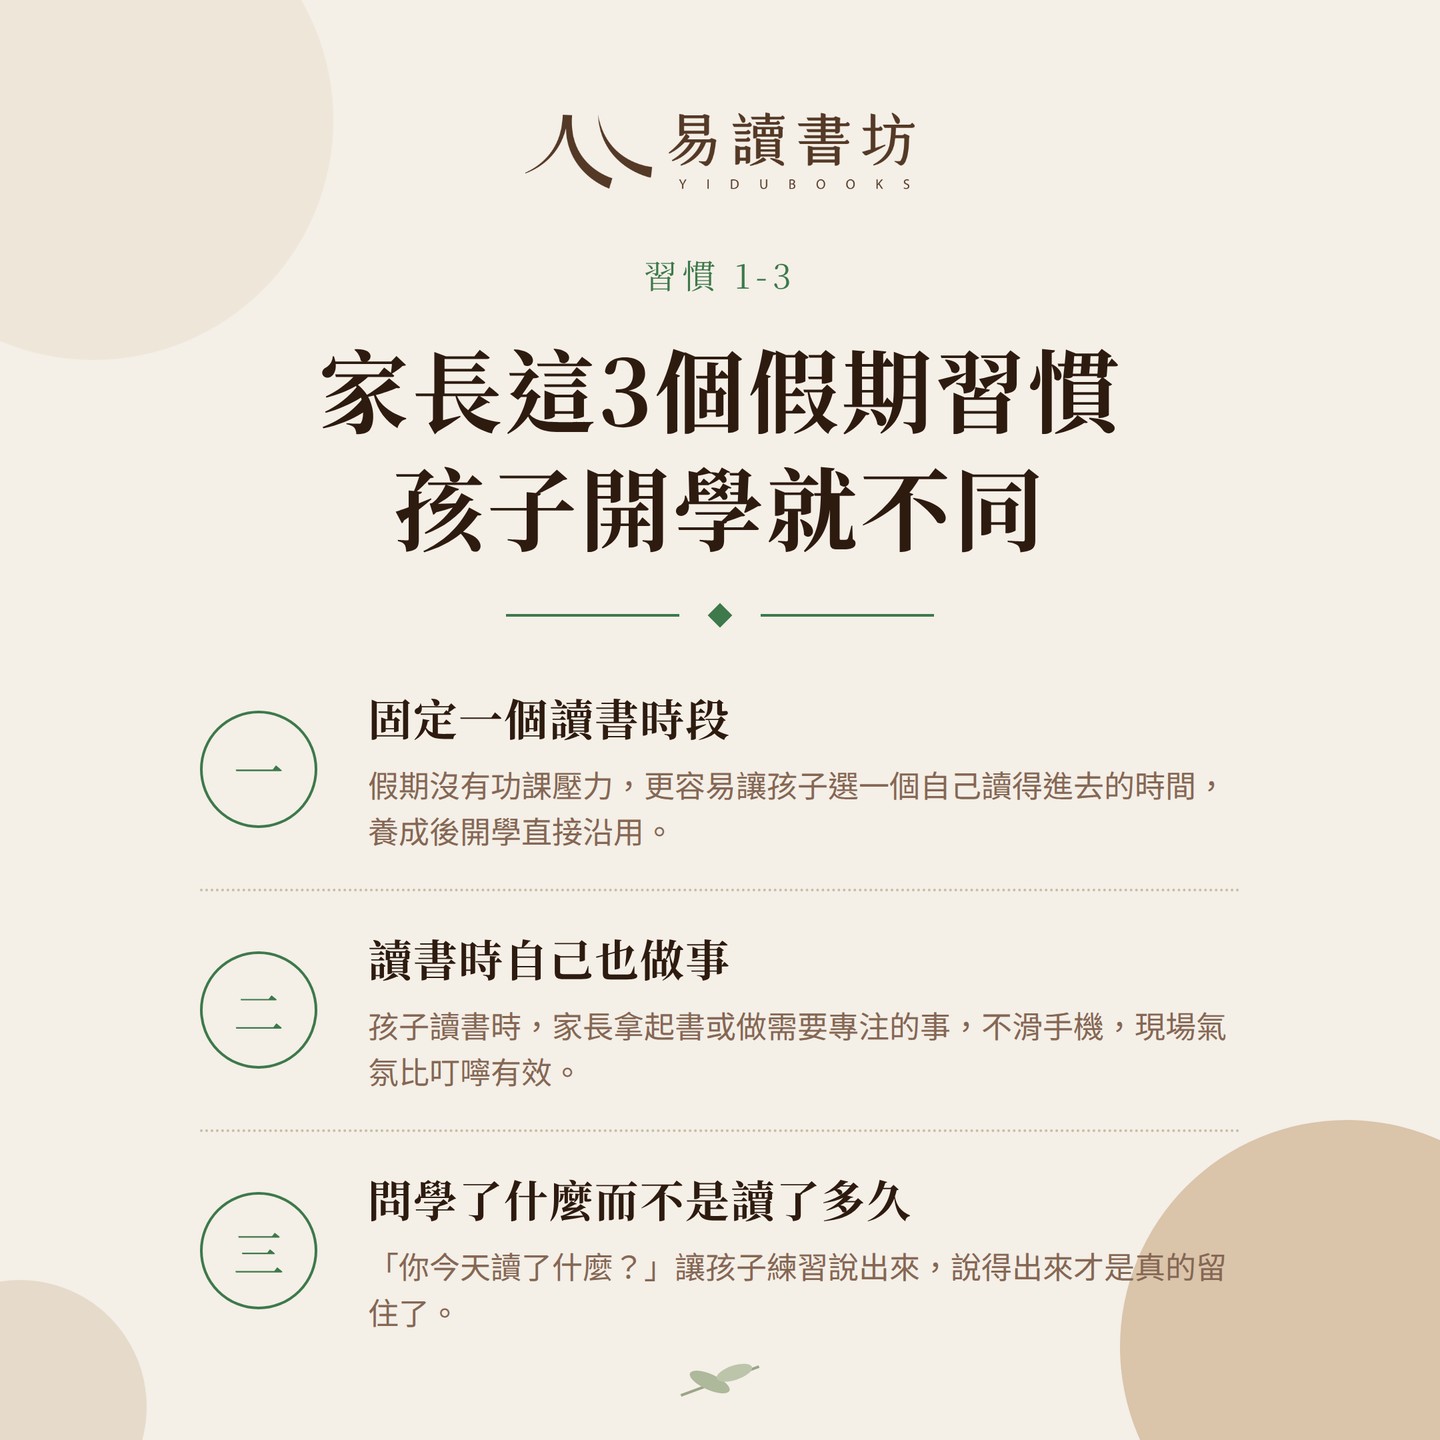 易讀書坊
YIDUBOOKS
習慣 1-3
家長這3個假期習慣
孩子開學就不同
一
固定一個讀書時段
假期沒有功課壓力，更容易讓孩子選一個自己讀得進去的時間，
養成後開學直接沿用。
二
讀書時自己也做事
孩子讀書時，家長拿起書或做需要專注的事，不滑手機，現場氣
氛比叮嚀有效。
三
問學了什麼而不是讀了多久
「你今天讀了什麼？」讓孩子練習說出來，說得出來才是真的留
住了。